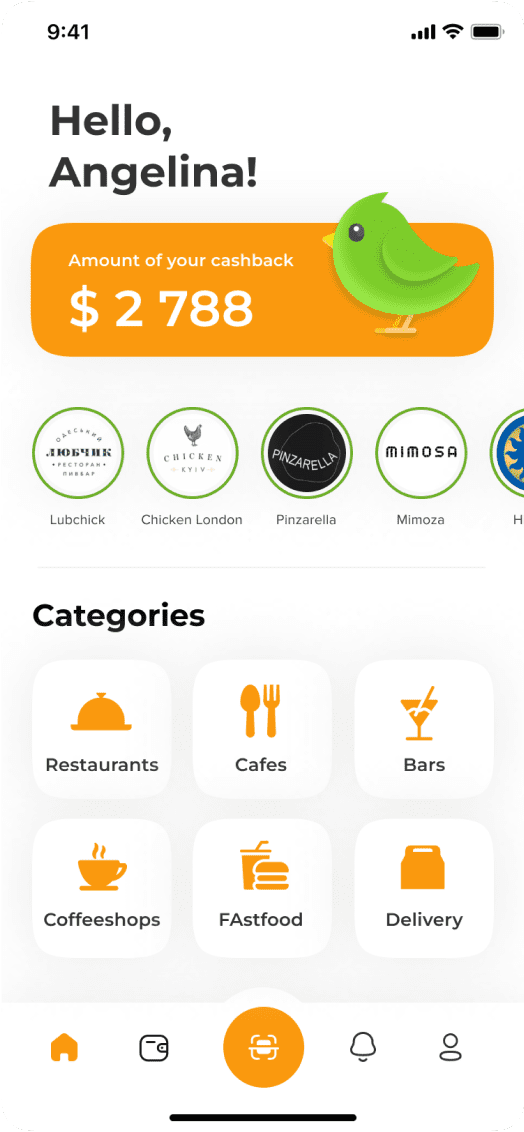 9:41
Hello,
Angelina!
Amount of your cashback
$ 2 788
ОДЕСЬКИЙ
ЛЮБЧИК
• РЕСТОРАН •
ПИВБАР
CHICKEN
KYIV
PINZARELLA
MIMOSA
Lubchick
Chicken London
Pinzarella
Mimoza
H
Categories
Restaurants
Cafes
Bars
Coffeeshops
FAstfood
Delivery